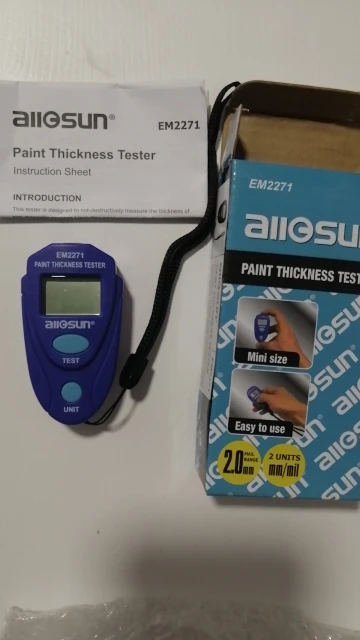 allosun®
EM2271
Paint Thickness Tester
Instruction Sheet
INTRODUCTION
This tester is designed to non-destructively measure the thickness of
EM2271
PAINT THICKNESS TESTER
allosun®
TEST
UNIT
EM2271
allosu
PAINT THICKNESS TEST
Mini size
Easy to use
2.0mm MAX. RANGE
2 UNITS
mm/mil